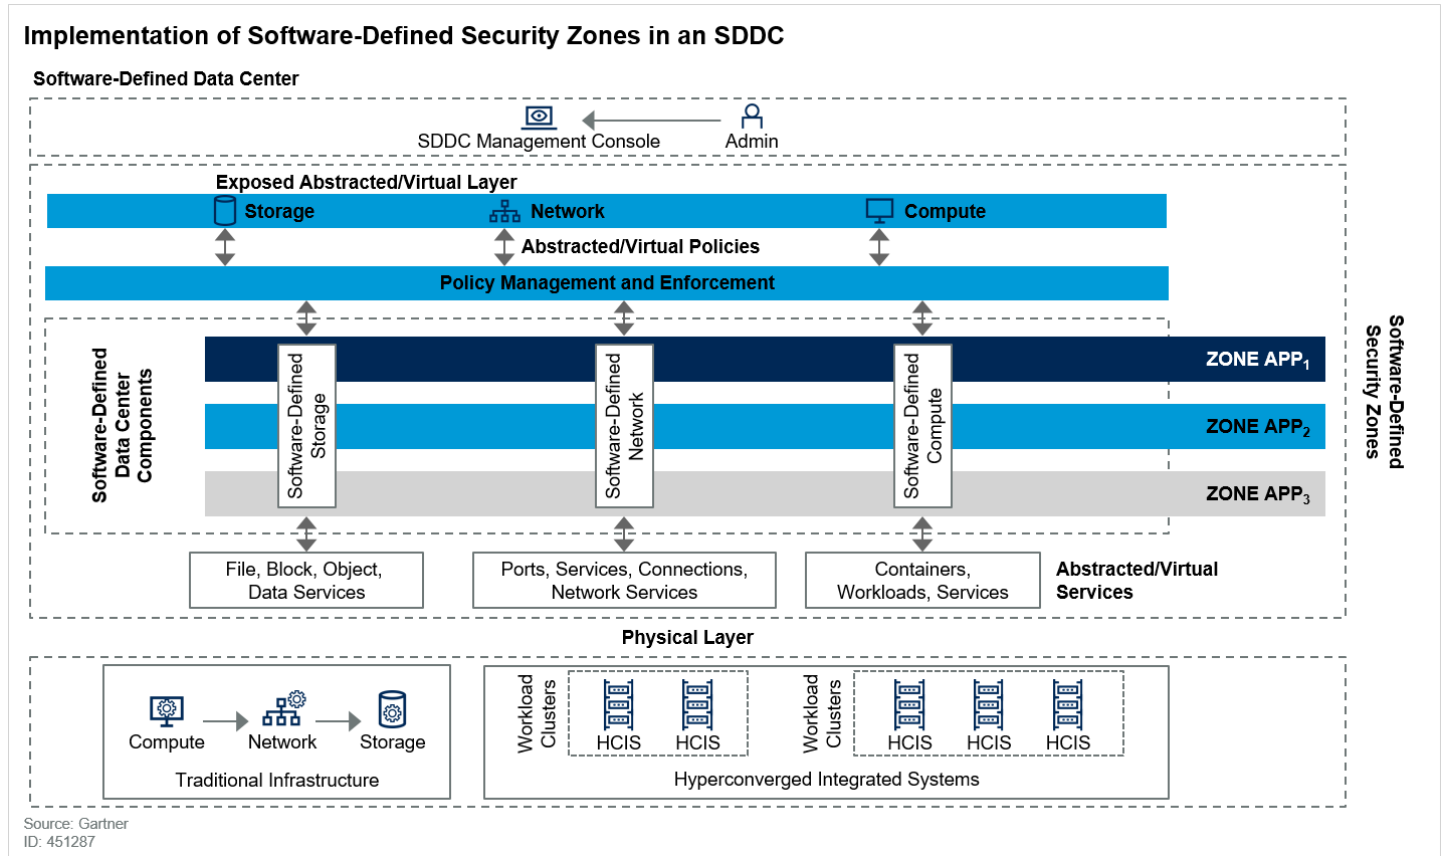 Implementation of Software-Defined Security Zones in an SDDC
Software-Defined Data Center
SDDC Management Console
Admin
Exposed Abstracted/Virtual Layer
Storage
Network
Compute
Abstracted/Virtual Policies
Policy Management and Enforcement
Software-Defined
Data Center
Components
Software-Defined
Storage
Software-Defined
Network
Software-Defined
Compute
ZONE APP1
ZONE APP2
ZONE APP3
Software-Defined
Security Zones
File, Block, Object,
Data Services
Ports, Services, Connections,
Network Services
Containers,
Workloads, Services
Abstracted/Virtual
Services
Physical Layer
Compute
Network
Storage
Traditional Infrastructure
Workload
Clusters
HCIS
HCIS
Workload
Clusters
HCIS
HCIS
HCIS
Hyperconverged Integrated Systems
Source: Gartner
ID: 451287